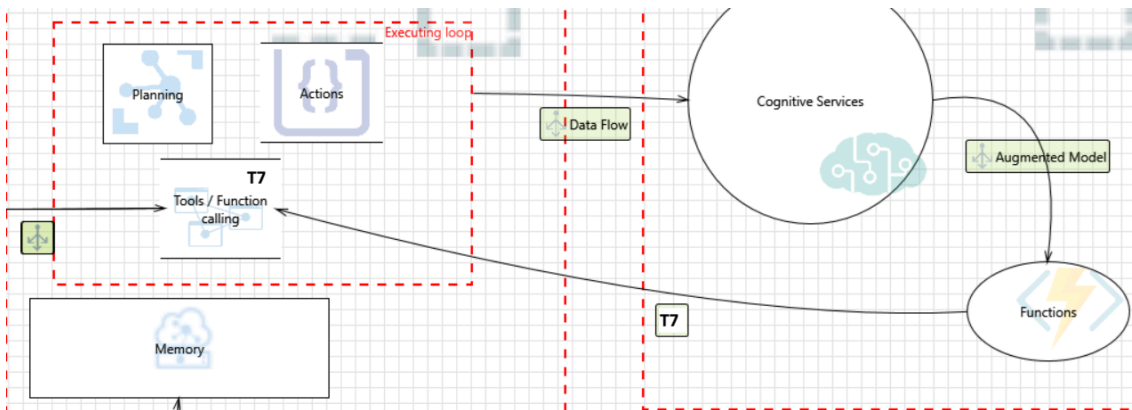 Executing loop
Planning
Actions
Cognitive Services
Data Flow
Augmented Model
T7
Tools / Function
calling
T7
Functions
Memory